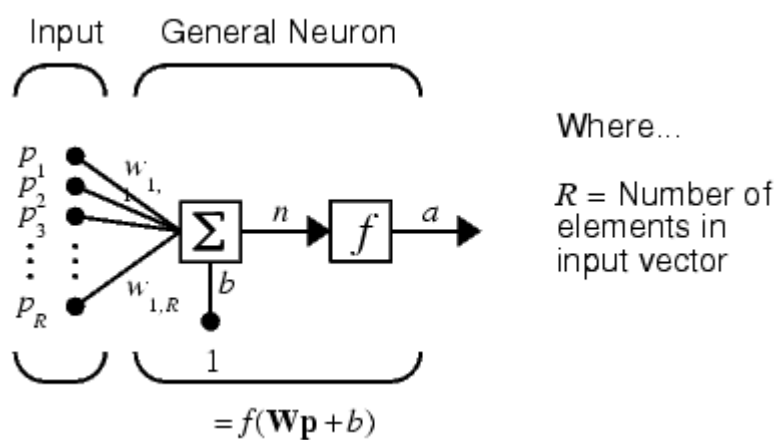 Input General Neuron
Where...
p1 w1,1
p2
p3
n
a
Σ
f
R = Number of
elements in
input vector
pR w1,R
b
1
= f(Wp + b)